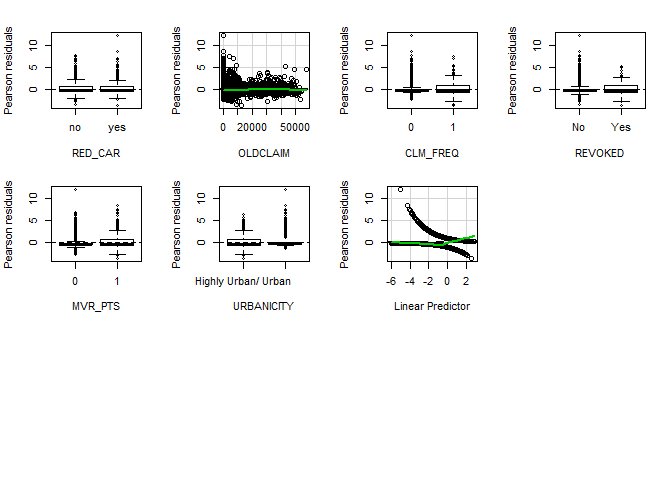 Pearson residuals
0 5 10
no yes
RED_CAR
Pearson residuals
0 5 10
0 20000 50000
OLDCLAIM
Pearson residuals
0 5 10
0 1
CLM_FREQ
Pearson residuals
0 5 10
No Yes
REVOKED
Pearson residuals
0 5 10
0 1
MVR_PTS
Pearson residuals
0 5 10
Highly Urban/ Urban
URBANICITY
Pearson residuals
0 5 10
-6 -4 -2 0 2
Linear Predictor